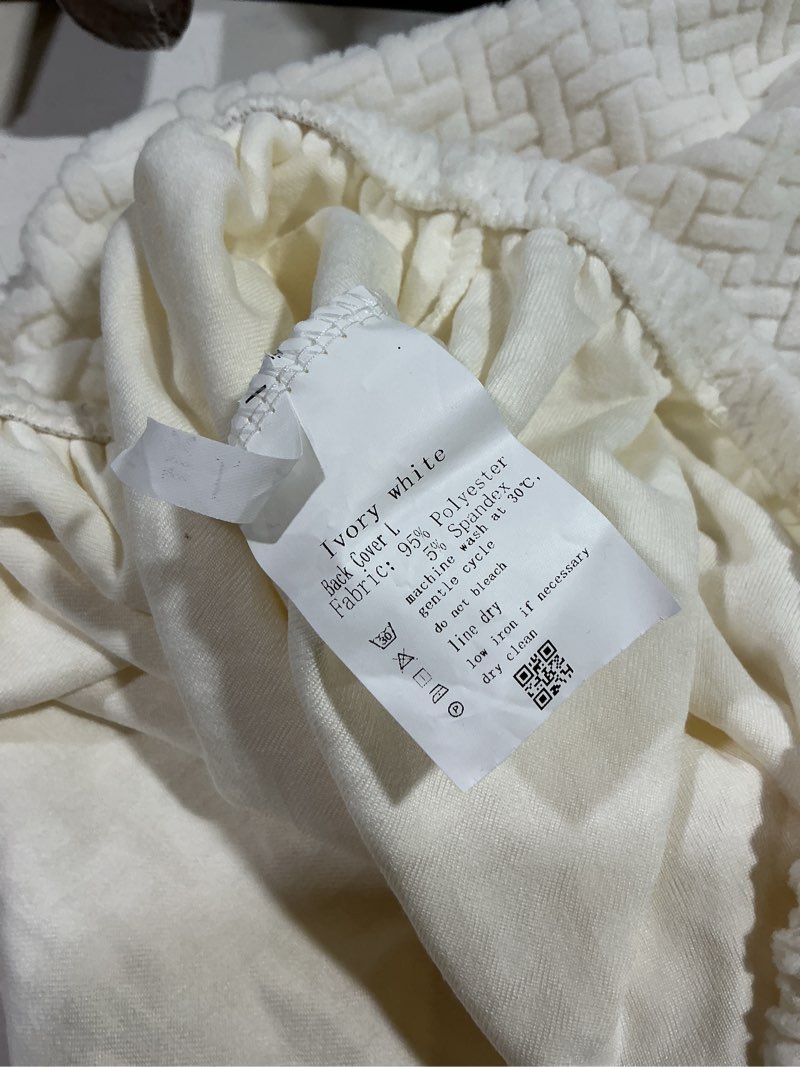 Ivory white
Back Cover L
Fabric: 95% Polyester
5% Spandex
machine wash at 30℃,
gentle cycle
do not bleach
line dry
low iron if necessary
dry clean
30
P